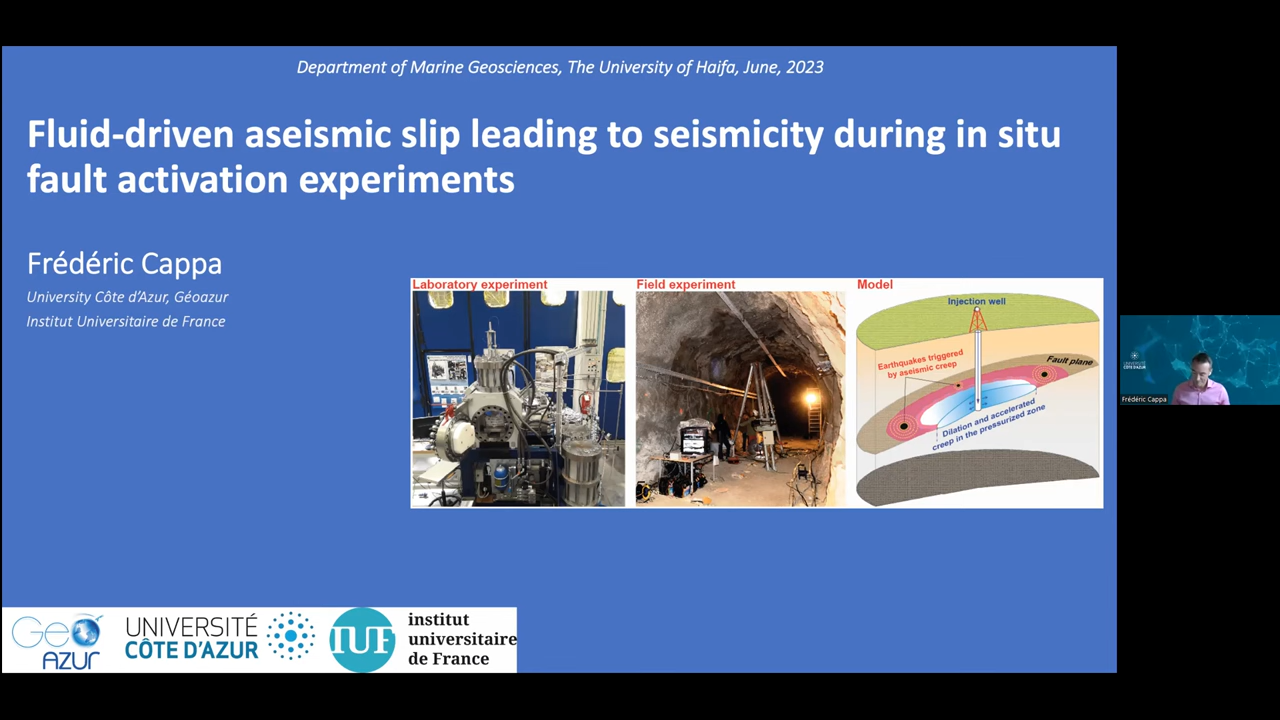 Department of Marine Geosciences, The University of Haifa, June, 2023
Fluid-driven aseismic slip leading to seismicity during in situ
fault activation experiments
Frédéric Cappa
University Côte d'Azur, Géoazur
Institut Universitaire de France
Laboratory experiment
Field experiment
Model
Injection well
Earthquakes triggered
by aseismic creep
Fault plane
Dilation and accelerated
creep in the pressurized zone
UNIVERSITÉ
CÔTE D'AZUR
Frédéric Cappa
Geo
AZUR
UNIVERSITÉ
CÔTE D'AZUR
IUF
institut
universitaire
de France